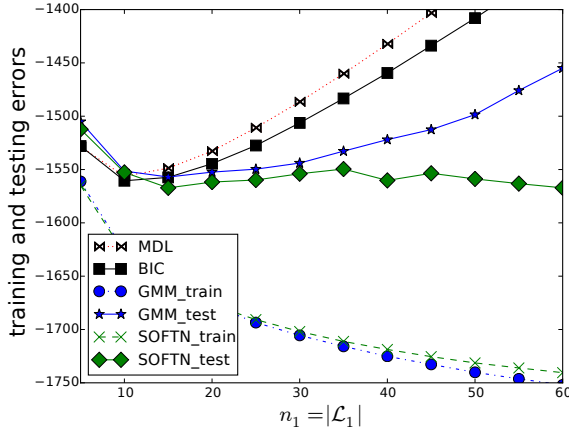 −1400
−1450
−1500
−1550
−1600
−1650
−1700
−1750
training and testing errors
MDL
BIC
GMM_train
GMM_test
SOFTN_train
SOFTN_test
10 20 30 40 50 60
n₁ =|ℒ₁|